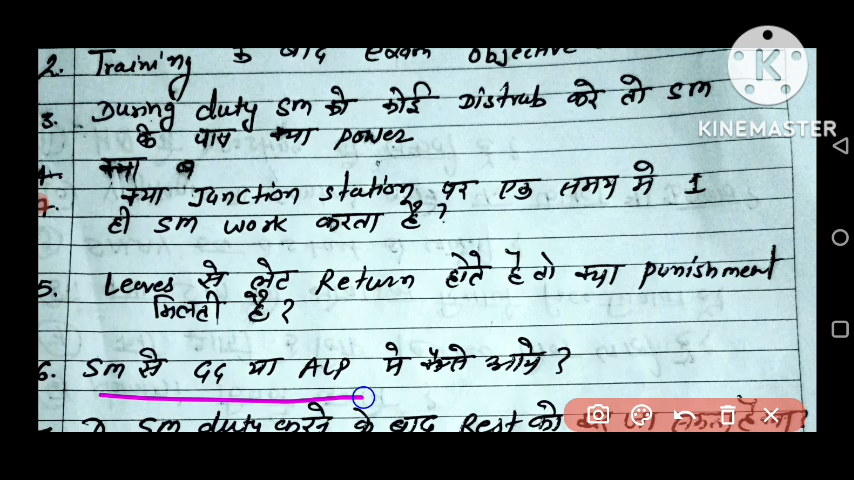 2. Training के बाद exam objective
KINEMASTER
3. During duty Sm को कोई Distrub करे तो sm
के पास क्या power
4. क्या
क्या Junction station पर एक समय मे 1
ही sm work करता है?
5. Leaves से लेट Return होते है तो क्या punishment
मिलती है?
6. Sm से GG या ALP मे कैसे आये?
sm duty करने के बाद Rest को